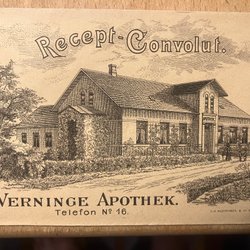 Recept-Convolut.
VERNINGE APOTHEK.
Telefon Nº 16.